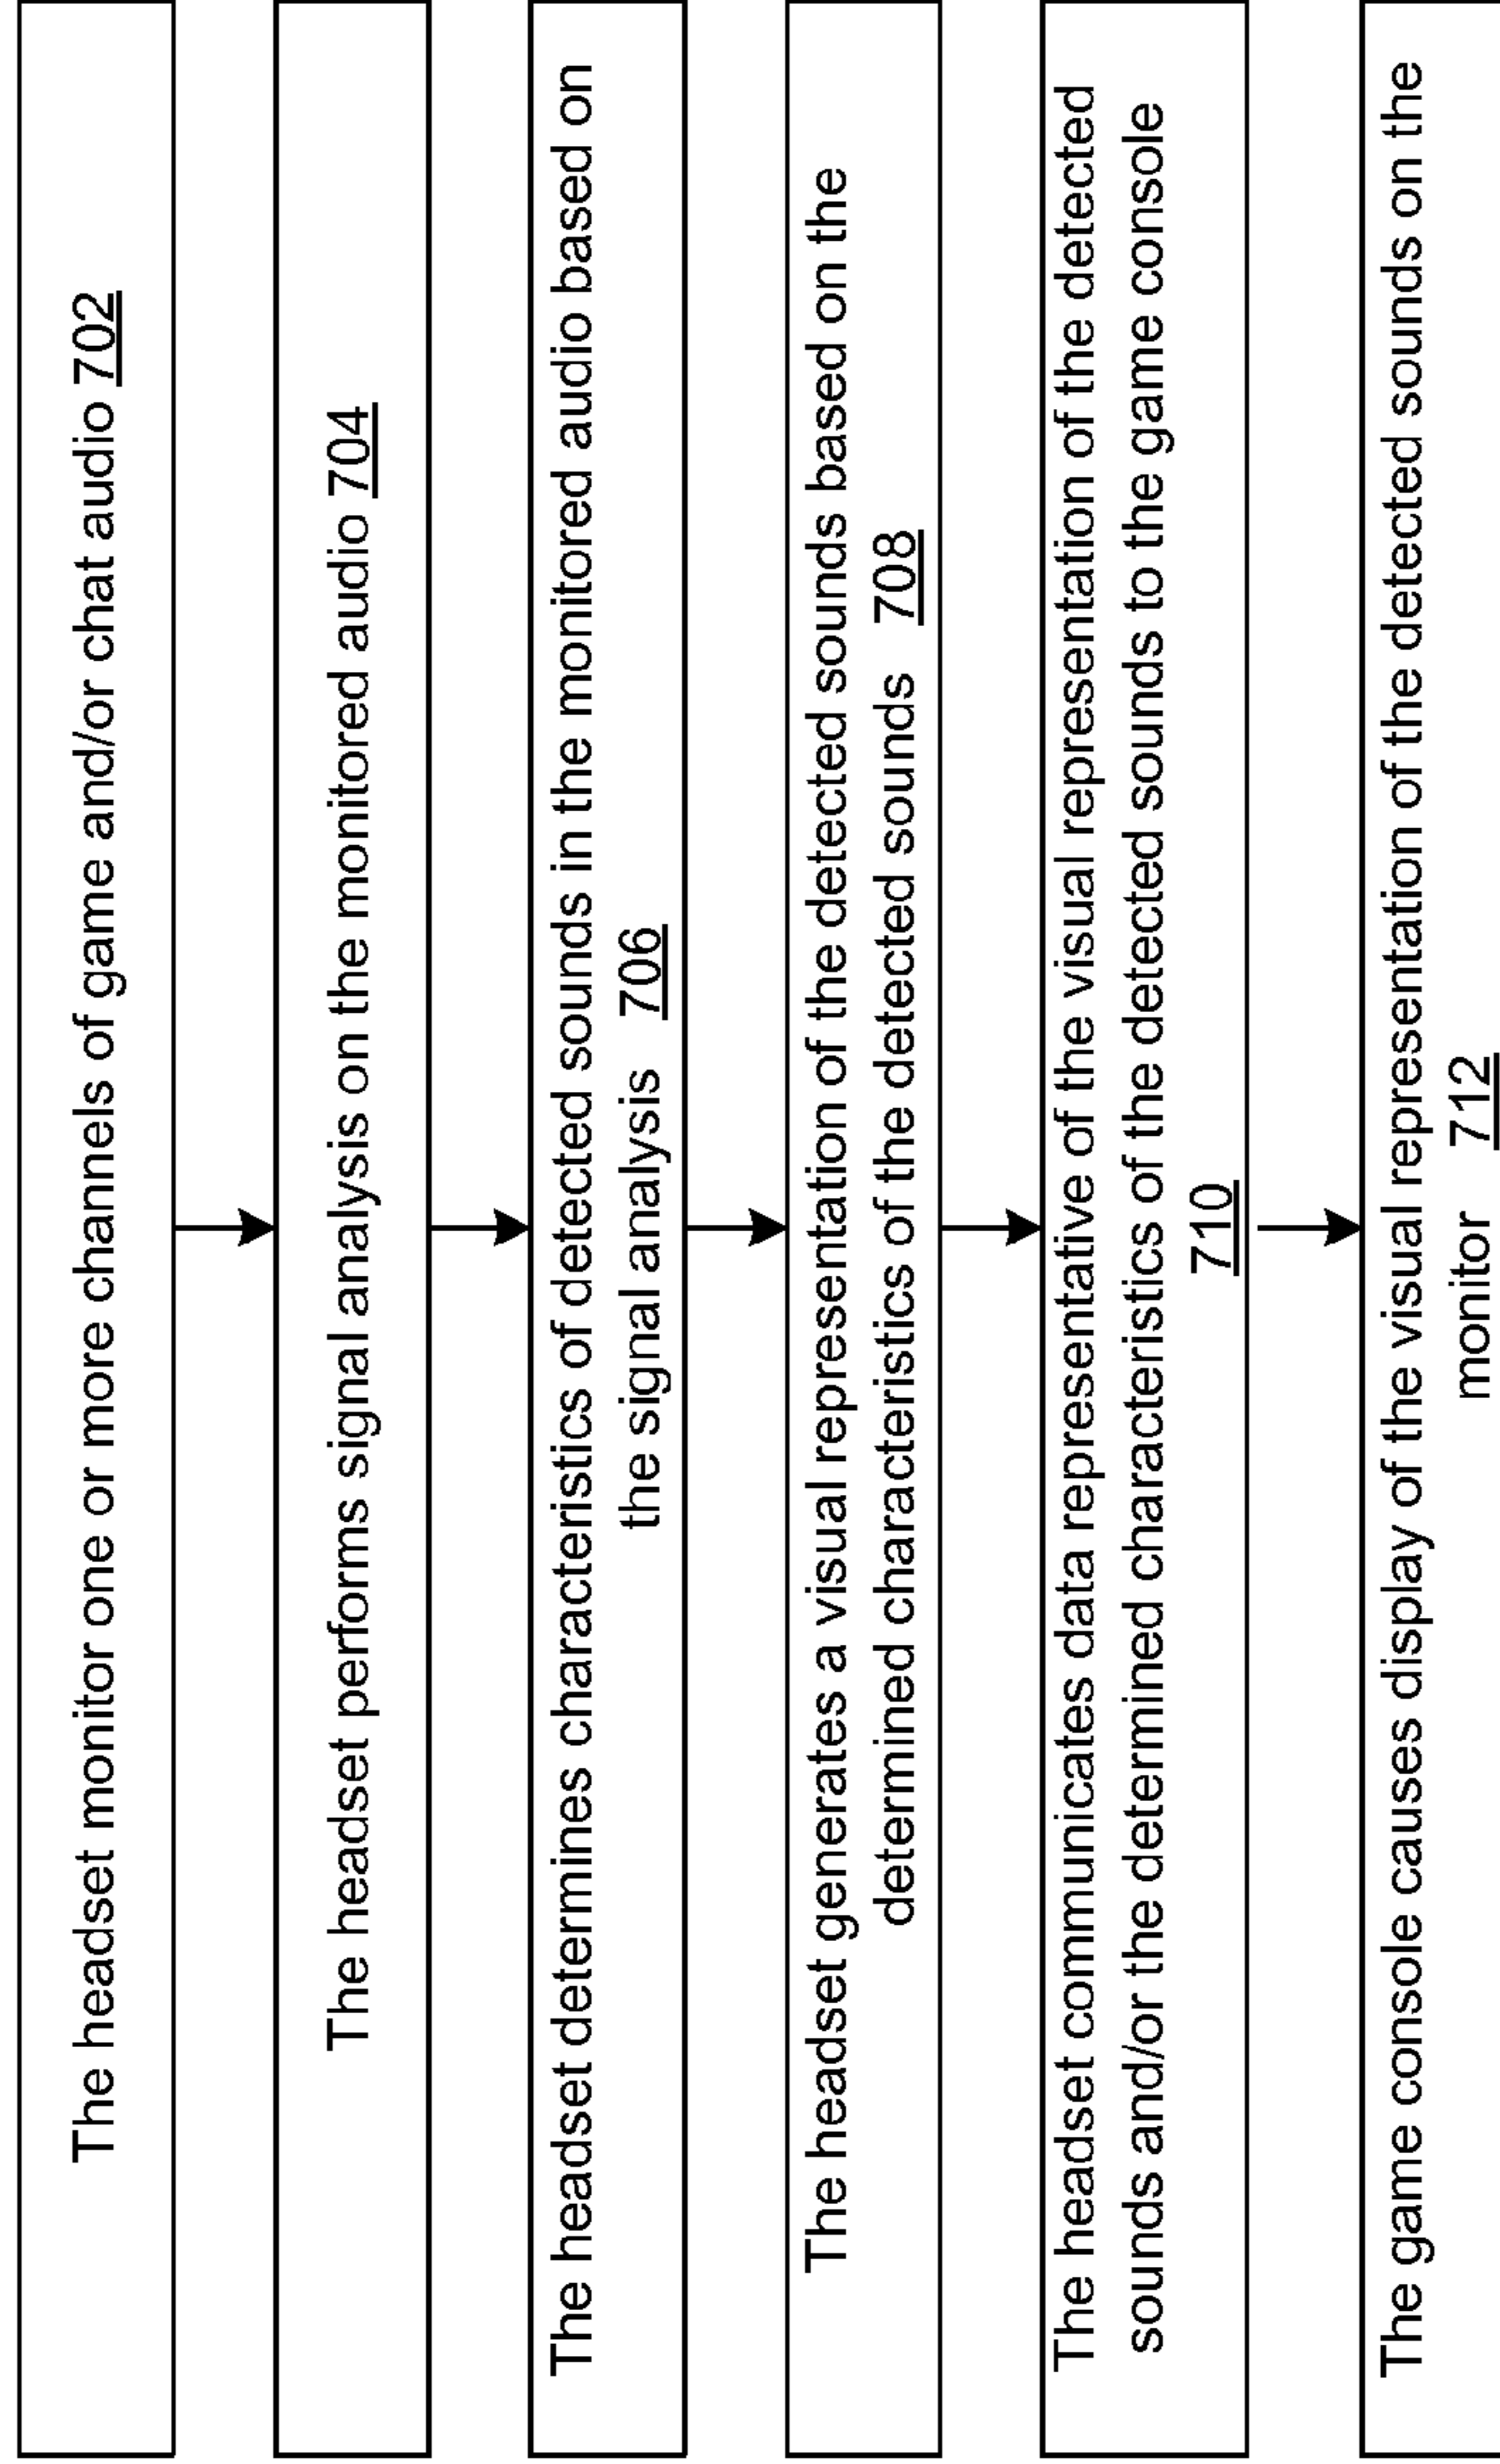 The headset monitor one or more channels of game and/or chat audio 702
The headset performs signal analysis on the monitored audio 704
The headset determines characteristics of detected sounds in the monitored audio based on
the signal analysis 706
The headset generates a visual representation of the detected sounds based on the
determined characteristics of the detected sounds 708
The headset communicates data representative of the visual representation of the detected
sounds and/or the determined characteristics of the detected sounds to the game console
710
The game console causes display of the visual representation of the detected sounds on the
monitor 712